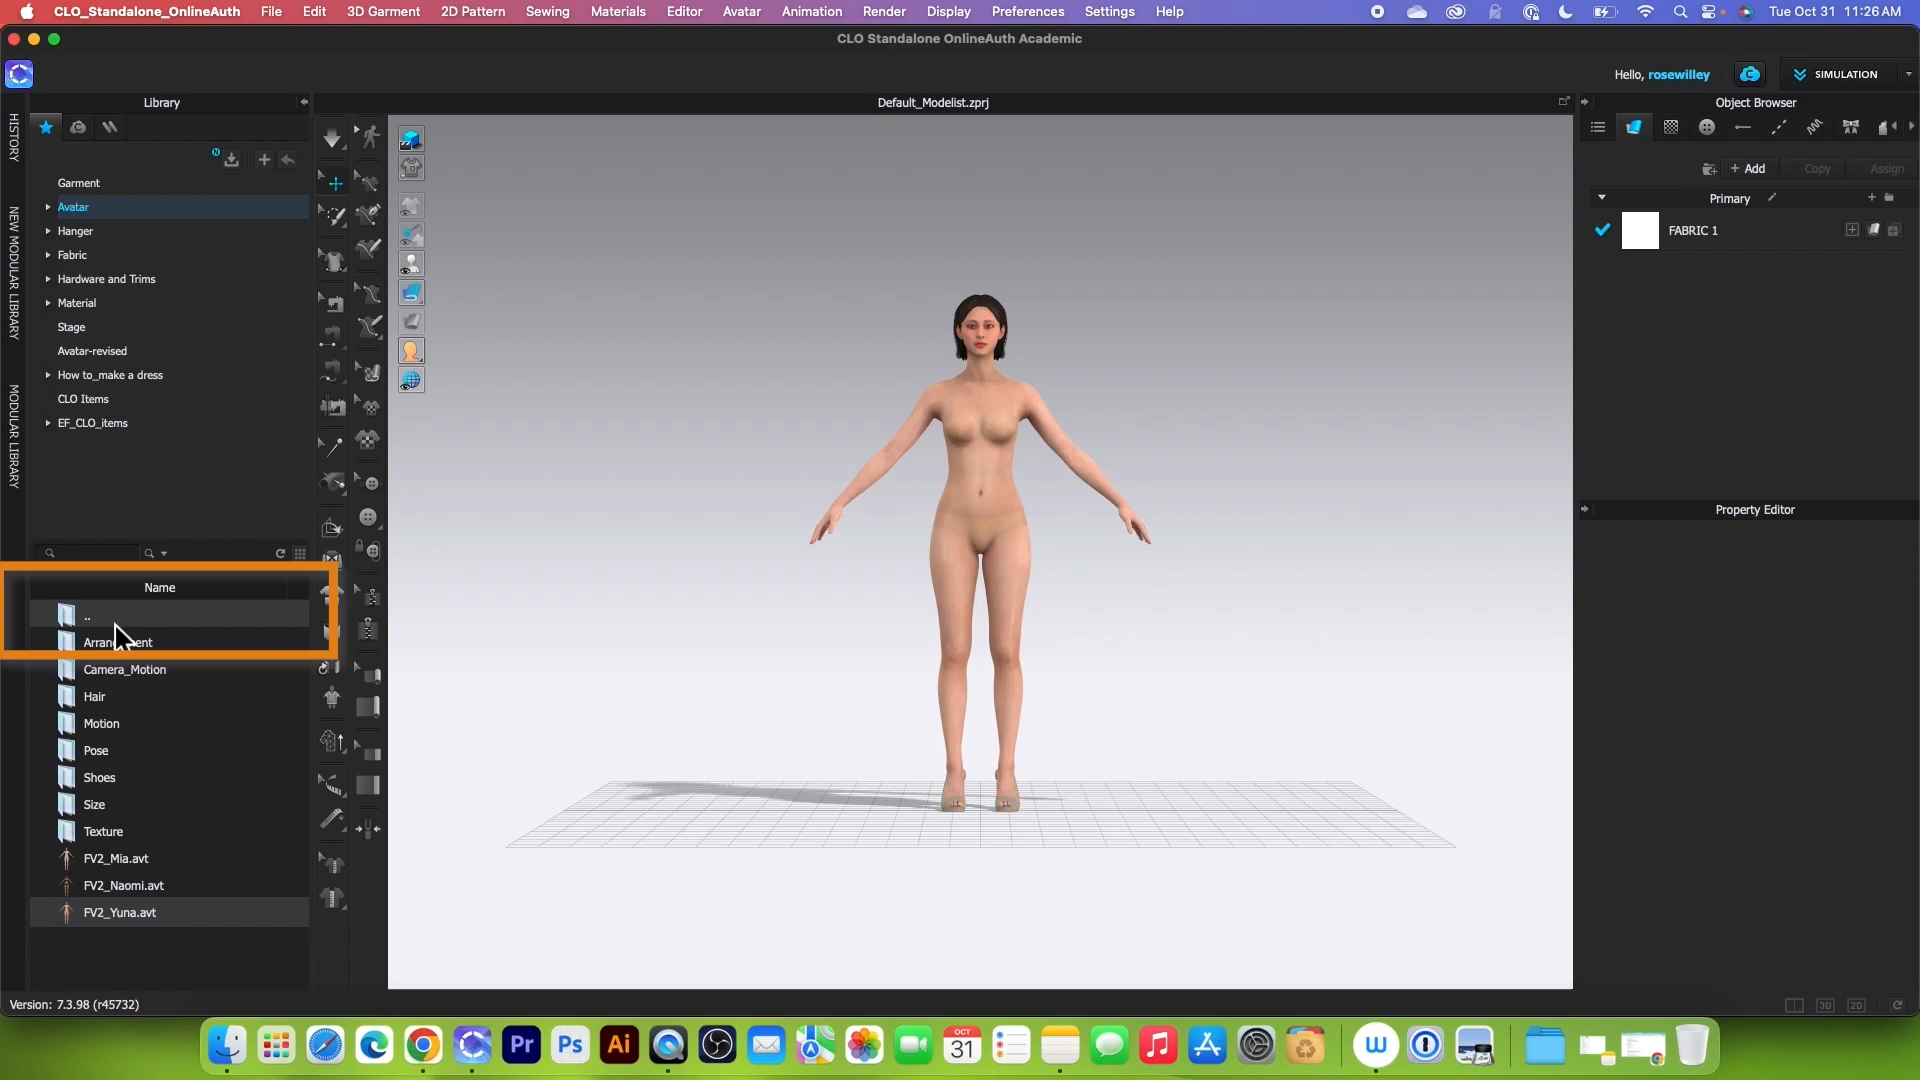 CLO_Standalone_OnlineAuth File Edit 3D Garment 2D Pattern Sewing Materials Editor Avatar Animation Render Display Preferences Settings Help Tue Oct 31 11:26 AM
CLO Standalone OnlineAuth Academic
Hello, rosewilley SIMULATION
Library
Default_Modelist.zprj
Object Browser
HISTORY
NEW MODULAR LIBRARY
MODULAR LIBRARY
Garment
Avatar
Hanger
Fabric
Hardware and Trims
Material
Stage
Avatar-revised
How to_make a dress
CLO Items
EF_CLO_items
+ Add Copy Assign
Primary
FABRIC 1
Property Editor
Name
..
Camera_Motion
Hair
Motion
Pose
Shoes
Size
Texture
FV2_Mia.avt
FV2_Naomi.avt
FV2_Yuna.avt
Version: 7.3.98 (r45732)
3D 2D
Pr
Ps
Ai
OCT
31